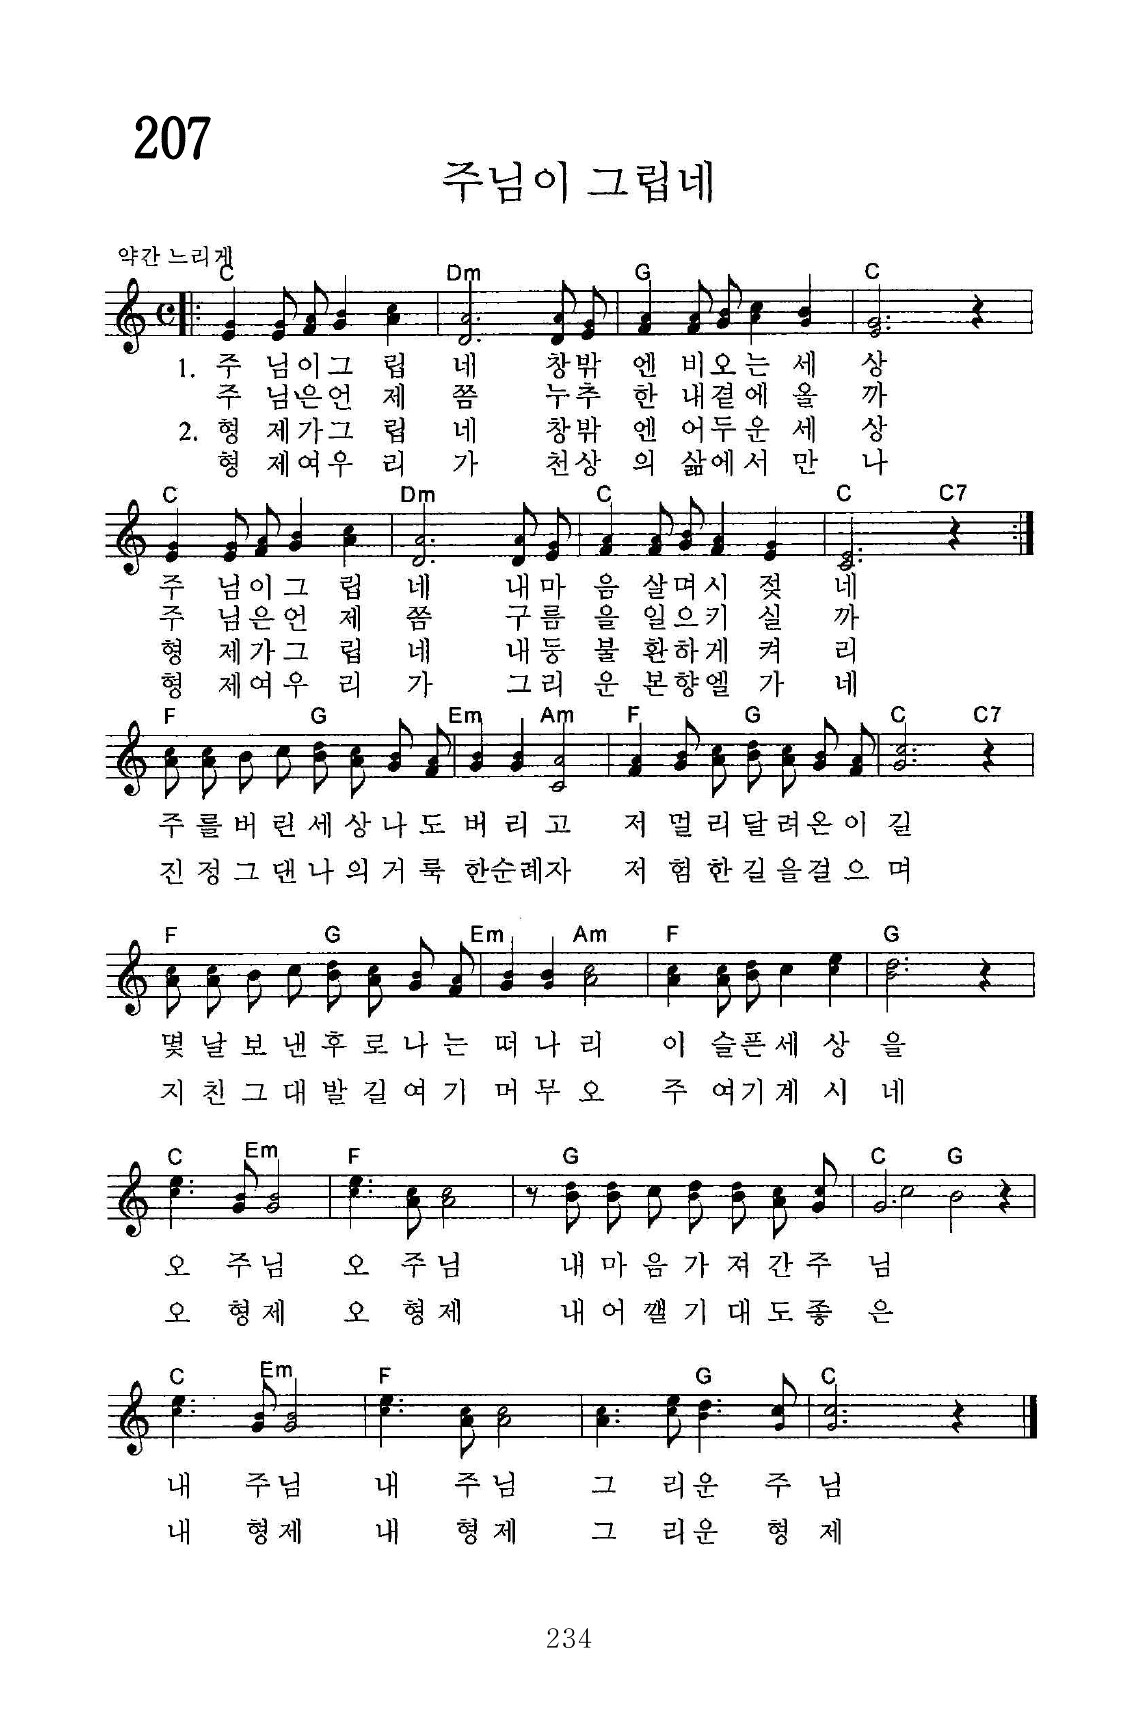 207
주님이 그립네
약간 느리게
C Dm G C
1. 주 님이그 립 네 창밖 엔 비오는 세 상
주 님은언 제 쯤 누추 한 내곁에 올 까
2. 형 제가그 립 네 창밖 엔 어두운 세 상
형 제여우 리 가 천상 의 삶에서 만 나
C Dm C C C7
주 님이그 립 네 내마 음 살며시 젖 네
주 님은언 제 쯤 구름 을 일으키 실 까
형 제가그 립 네 내등 불 환하게 켜 리
형 제여우 리 가 그리 운 본향엘 가 네
F G Em Am F G C C7
주를버린세상나도버리고 저멀리달려온이길
진정그댄나의거룩한순례자 저험한길을걸으며
F G Em Am F G
몇날보낸후로나는떠나리 이 슬픈세 상 을
지친그대발길여기머무오 주 여기계 시 네
C Em F G C G
오 주님 오 주님 내마음가져간주 님
오 형제 오 형제 내어깰기대도좋 은
C Em F G C
내 주님 내 주님 그 리운 주 님
내 형제 내 형제 그 리운 형 제
234